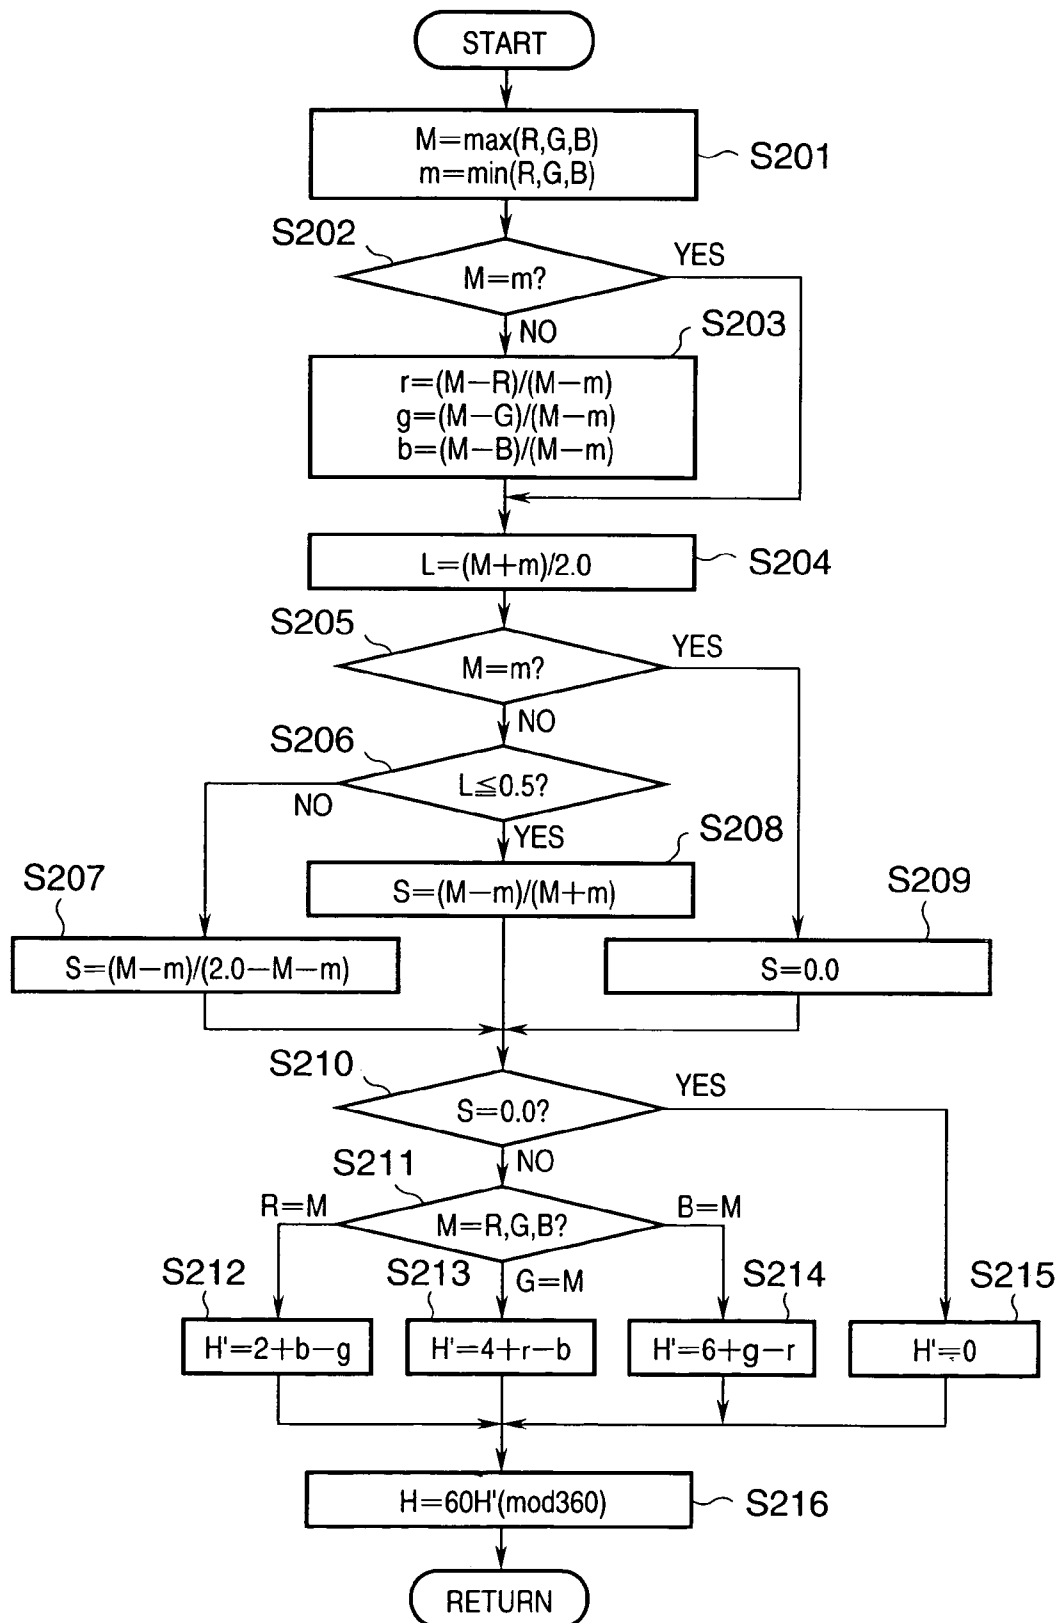 START
M=max(R,G,B)
m=min(R,G,B)
S201
S202
M=m?
YES
NO
S203
r=(M−R)/(M−m)
g=(M−G)/(M−m)
b=(M−B)/(M−m)
L=(M+m)/2.0
S204
S205
M=m?
YES
NO
S206
L≦0.5?
NO
YES
S208
S=(M−m)/(M+m)
S207
S=(M−m)/(2.0−M−m)
S209
S=0.0
S210
S=0.0?
YES
NO
S211
M=R,G,B?
R=M
B=M
G=M
S212
H'=2+b−g
S213
H'=4+r−b
S214
H'=6+g−r
S215
H'=0
H=60H'(mod360)
S216
RETURN